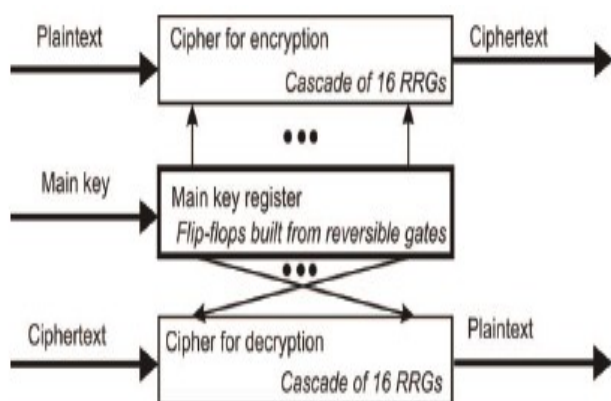 Plaintext
Cipher for encryption
Ciphertext
Cascade of 16 RRGs
Main key
Main key register
Flip-flops built from reversible gates
Ciphertext
Cipher for decryption
Plaintext
Cascade of 16 RRGs